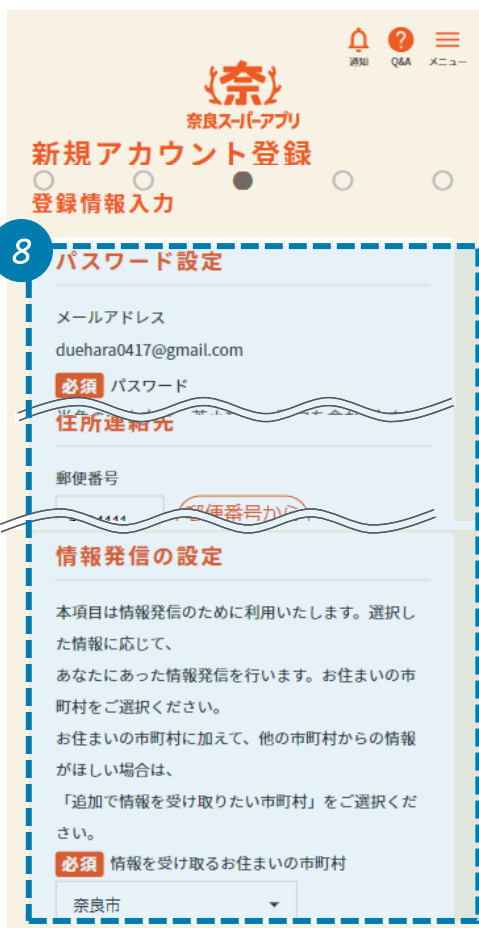 通知 Q&A メニュー
奈
奈良スーパーアプリ
新規アカウント登録
登録情報入力
8
パスワード設定
メールアドレス
duehara0417@gmail.com
必須 パスワード
住所連絡先
郵便番号
郵便番号から
情報発信の設定
本項目は情報発信のために利用いたします。選択し
た情報に応じて、
あなたにあった情報発信を行います。お住まいの市
町村をご選択ください。
お住まいの市町村に加えて、他の市町村からの情報
がほしい場合は、
「追加で情報を受け取りたい市町村」をご選択くだ
さい。
必須 情報を受け取るお住まいの市町村
奈良市